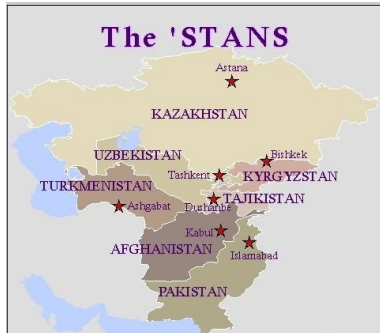 The 'STANS
Astana
KAZAKHSTAN
UZBEKISTAN
Bishkek
Tashkent
KYRGYZSTAN
TURKMENISTAN
TAJIKISTAN
Dushanbe
Ashgabat
Kabul
AFGHANISTAN
Islamabad
PAKISTAN